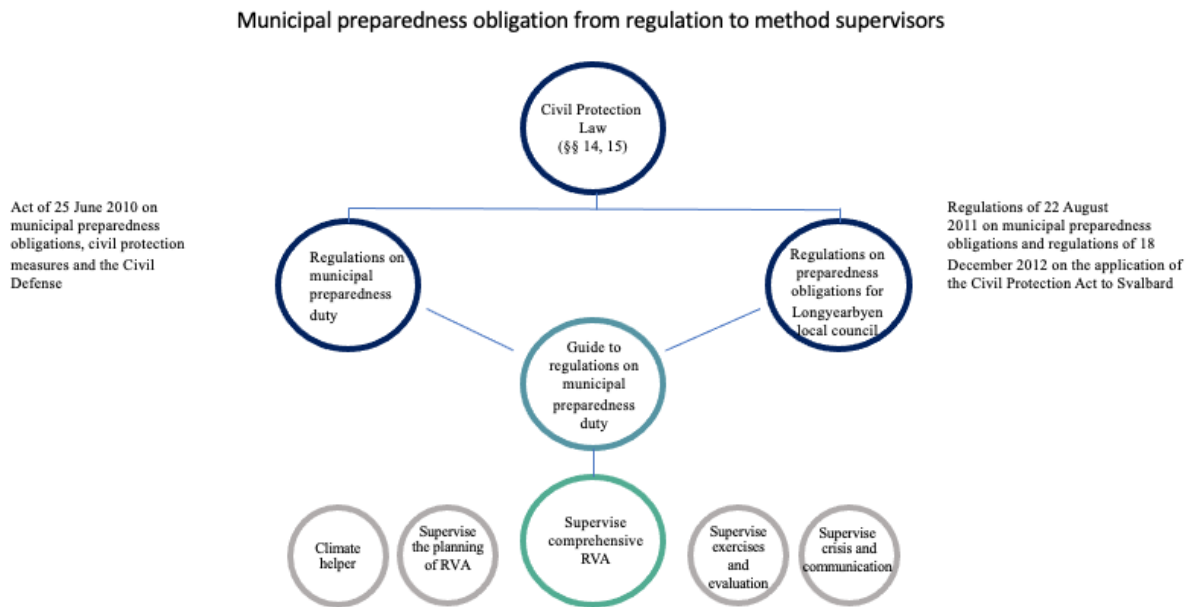 Municipal preparedness obligation from regulation to method supervisors
Civil Protection
Law
(§§ 14, 15)
Act of 25 June 2010 on
municipal preparedness
obligations, civil protection
measures and the Civil
Defense
Regulations on
municipal
preparedness
duty
Regulations on
preparedness
obligations for
Longyearbyen
local council
Regulations of 22 August
2011 on municipal preparedness
obligations and regulations of 18
December 2012 on the application of
the Civil Protection Act to Svalbard
Guide to
regulations on
municipal
preparedness
duty
Climate
helper
Supervise
the planning
of RVA
Supervise
comprehensive
RVA
Supervise
exercises
and
evaluation
Supervise
crisis and
communication